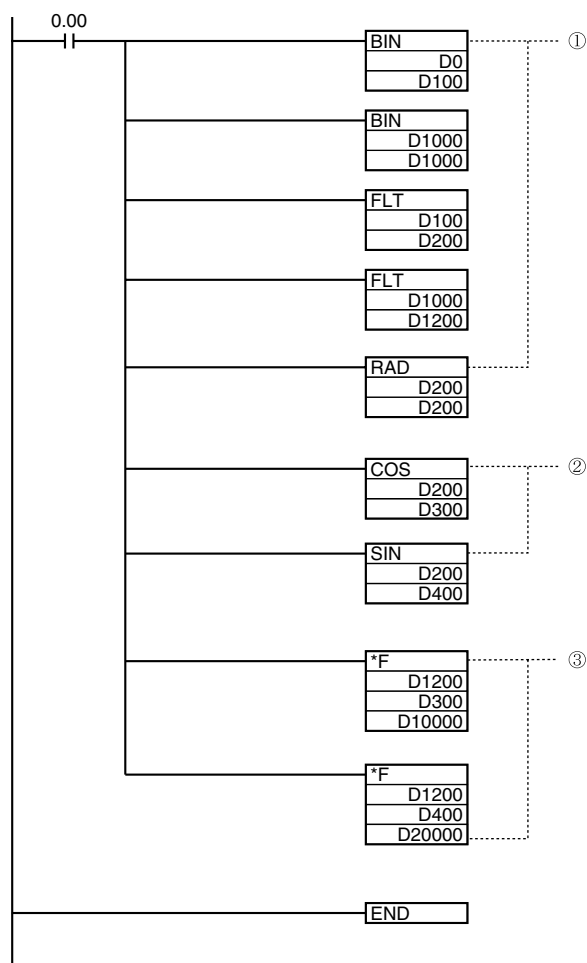 0.00
BIN ①
D0
D100
BIN
D1000
D1000
FLT
D100
D200
FLT
D1000
D1200
RAD
D200
D200
COS ②
D200
D300
SIN
D200
D400
*F ③
D1200
D300
D10000
*F
D1200
D400
D20000
END